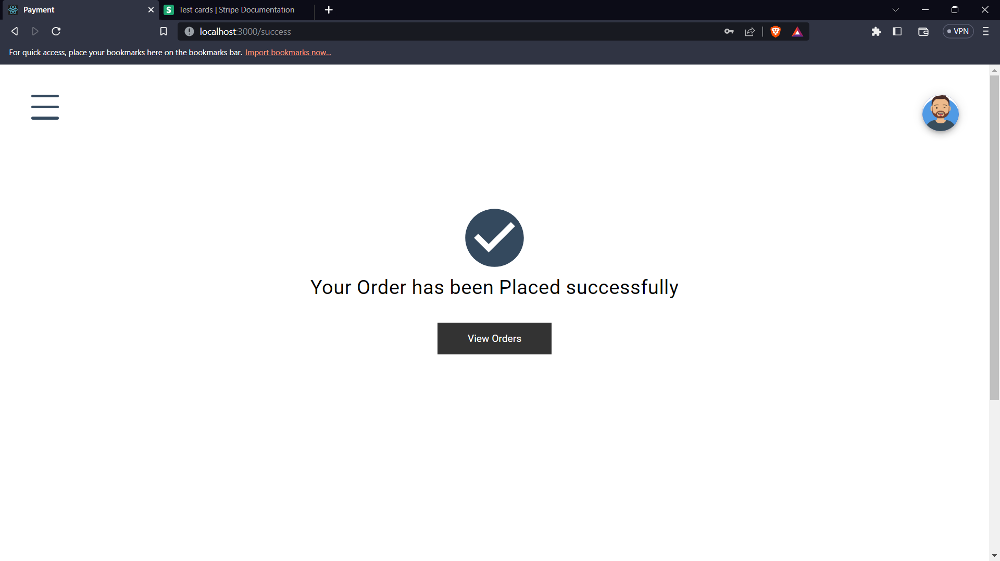 Payment
S Test cards | Stripe Documentation
localhost:3000/success
VPN
For quick access, place your bookmarks here on the bookmarks bar. Import bookmarks now...
Your Order has been Placed successfully
View Orders